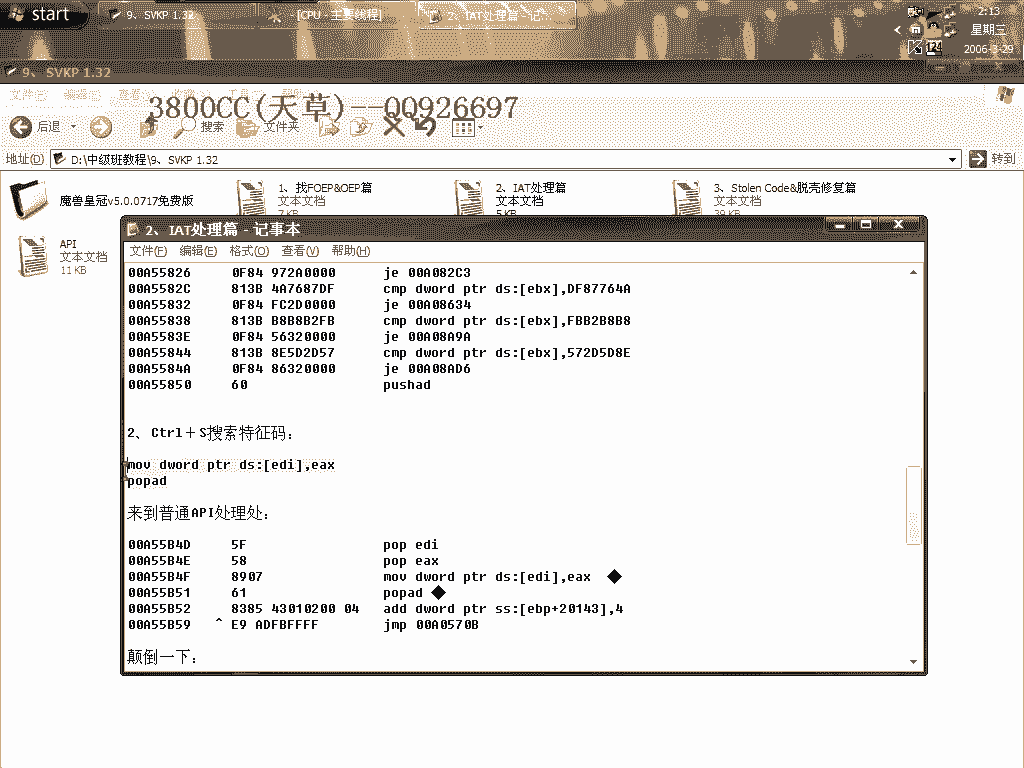 start
9、SVKP 1.32
- [CPU - 主要线程]
2、IAT处理篇 - 记...
2:13
星期三
2006-3-29
124
9、SVKP 1.32
文件(F) 编辑(E) 查看(V)
3800CC(天草)--QQ926697
后退 搜索 文件夹
地址(D) D:\中级班教程\9、SVKP 1.32 转到
魔兽皇冠v5.0.0717免费版
1、找FOEP&OEP篇
文本文档
7 KB
2、IAT处理篇
文本文档
5 KB
3、Stolen Code&脱壳修复篇
文本文档
39 KB
API
文本文档
11 KB
2、IAT处理篇 - 记事本
文件(F) 编辑(E) 格式(O) 查看(V) 帮助(H)
00A55826 0F84 972A0000 je 00A082C3
00A5582C 813B 4A7687DF cmp dword ptr ds:[ebx],DF87764A
00A55832 0F84 FC2D0000 je 00A08634
00A55838 813B B8B8B2FB cmp dword ptr ds:[ebx],FBB2B8B8
00A5583E 0F84 56320000 je 00A08A9A
00A55844 813B 8E5D2D57 cmp dword ptr ds:[ebx],572D5D8E
00A5584A 0F84 86320000 je 00A08AD6
00A55850 60 pushad
2、Ctrl＋S搜索特征码：
mov dword ptr ds:[edi],eax
popad
来到普通API处理处：
00A55B4D 5F pop edi
00A55B4E 58 pop eax
00A55B4F 8907 mov dword ptr ds:[edi],eax ◆
00A55B51 61 popad ◆
00A55B52 8385 43010200 04 add dword ptr ss:[ebp+20143],4
00A55B59 ^ E9 ADFBFFFF jmp 00A0570B
颠倒一下：